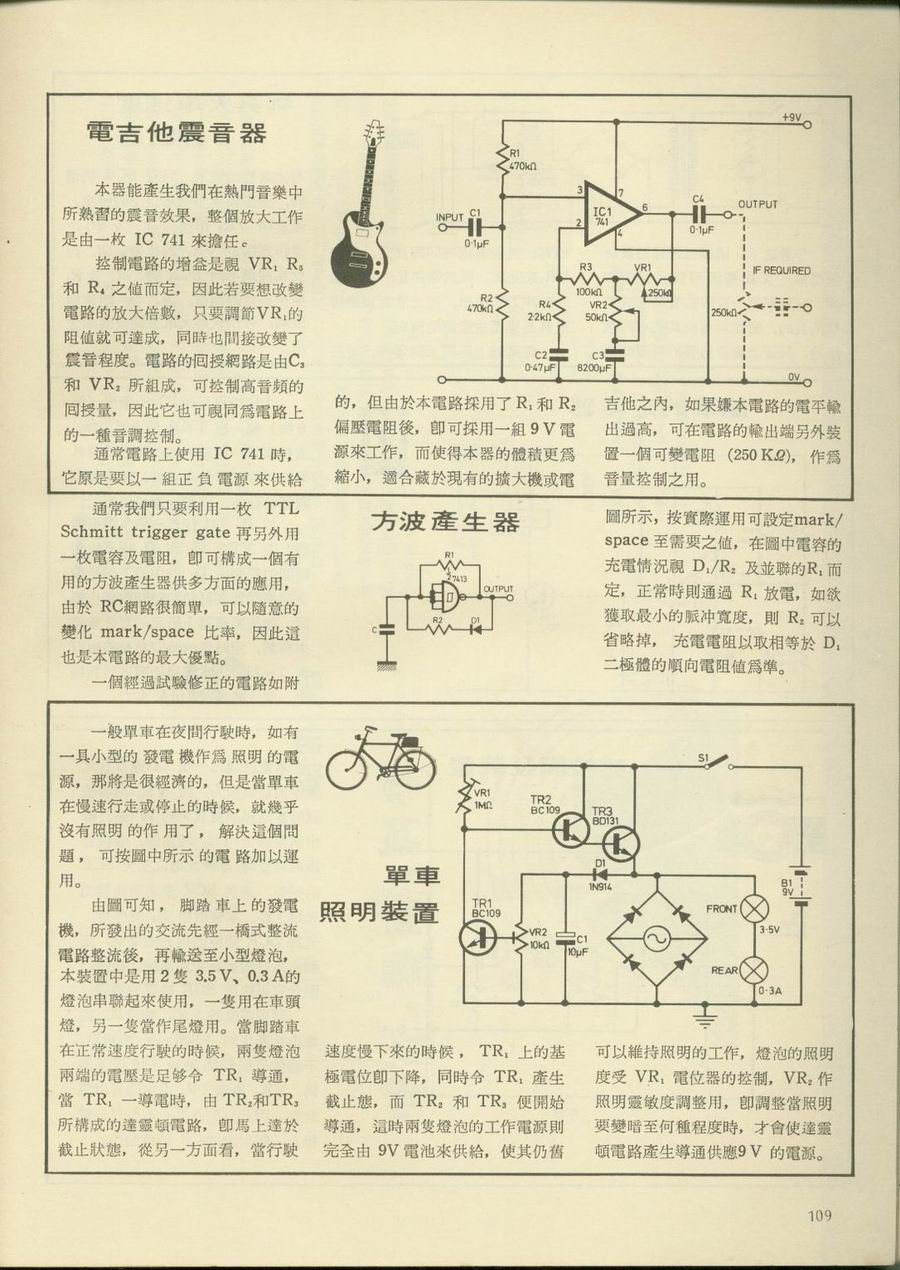 電吉他震音器
本器能產生我們在熱門音樂中
所熟習的震音效果，整個放大工作
是由一枚 IC 741 來擔任。
控制電路的增益是視 VR₁ R₃
和 R₄ 之値而定，因此若要想改變
電路的放大倍數，只要調節VR₁的
阻値就可達成，同時也間接改變了
震音程度。電路的囘授網路是由C₃
和 VR₂ 所組成，可控制高音頻的
囘授量，因此它也可視同爲電路上
的一種音調控制。
通常電路上使用 IC 741 時，
它原是要以一組正負電源來供給
+9V
R1
470kΩ
INPUT
C1
0·1µF
3
7
IC1
741
2
6
4
C4
0·1µF
OUTPUT
R3
100kΩ
VR1
250kΩ
IF REQUIRED
250kΩ
R2
470kΩ
R4
2·2kΩ
VR2
50kΩ
C2
0·47µF
C3
8200µF
0V
的，但由於本電路採用了 R₁ 和 R₂
偏壓電阻後，卽可採用一組 9 V 電
源來工作，而使得本器的體積更爲
縮小，適合藏於現有的擴大機或電
吉他之內，如果嫌本電路的電平輸
出過高，可在電路的輸出端另外裝
置一個可變電阻 (250 KΩ)，作爲
音量控制之用。
通常我們只要利用一枚 TTL
Schmitt trigger gate 再另外用
一枚電容及電阻，卽可構成一個有
用的方波產生器供多方面的應用，
由於 RC網路很簡單，可以隨意的
變化 mark/space 比率，因此這
也是本電路的最大優點。
一個經過試驗修正的電路如附
方波產生器
R1
7413
OUTPUT
R2
D1
C
圖所示，按實際運用可設定mark/
space 至需要之値，在圖中電容的
充電情況視 D₁/R₂ 及並聯的R₁ 而
定，正常時則通過 R₁ 放電，如欲
獲取最小的脈冲寬度，則 R₂ 可以
省略掉，充電電阻以取相等於 D₁
二極體的順向電阻値爲準。
一般單車在夜間行駛時，如有
一具小型的發電機作爲照明的電
源，那將是很經濟的，但是當單車
在慢速行走或停止的時候，就幾乎
沒有照明的作用了，解決這個問
題，可按圖中所示的電路加以運
用。
由圖可知，脚踏車上的發電
機，所發出的交流先經一橋式整流
電路整流後，再輸送至小型燈泡，
本裝置中是用 2 隻 3.5 V、0.3 A的
燈泡串聯起來使用，一隻用在車頭
燈，另一隻當作尾燈用。當脚踏車
在正常速度行駛的時候，兩隻燈泡
兩端的電壓是足够令 TR₁ 導通，
當 TR₁ 一導電時，由 TR₂和TR₃
所構成的達靈頓電路，卽馬上達於
截止狀態，從另一方面看，當行駛
單車
照明裝置
S1
VR1
1MΩ
TR2
BC109
TR3
BD131
D1
1N914
TR1
BC109
VR2
10kΩ
C1
10µF
FRONT
3·5V
REAR
0·3A
B1
9V
速度慢下來的時候，TR₁ 上的基
極電位卽下降，同時令 TR₁ 產生
截止態，而 TR₂ 和 TR₃ 便開始
導通，這時兩隻燈泡的工作電源則
完全由 9V 電池來供給，使其仍舊
可以維持照明的工作，燈泡的照明
度受 VR₁ 電位器的控制，VR₂ 作
照明靈敏度調整用，卽調整當照明
要變暗至何種程度時，才會使達靈
頓電路產生導通供應9 V 的電源。
109